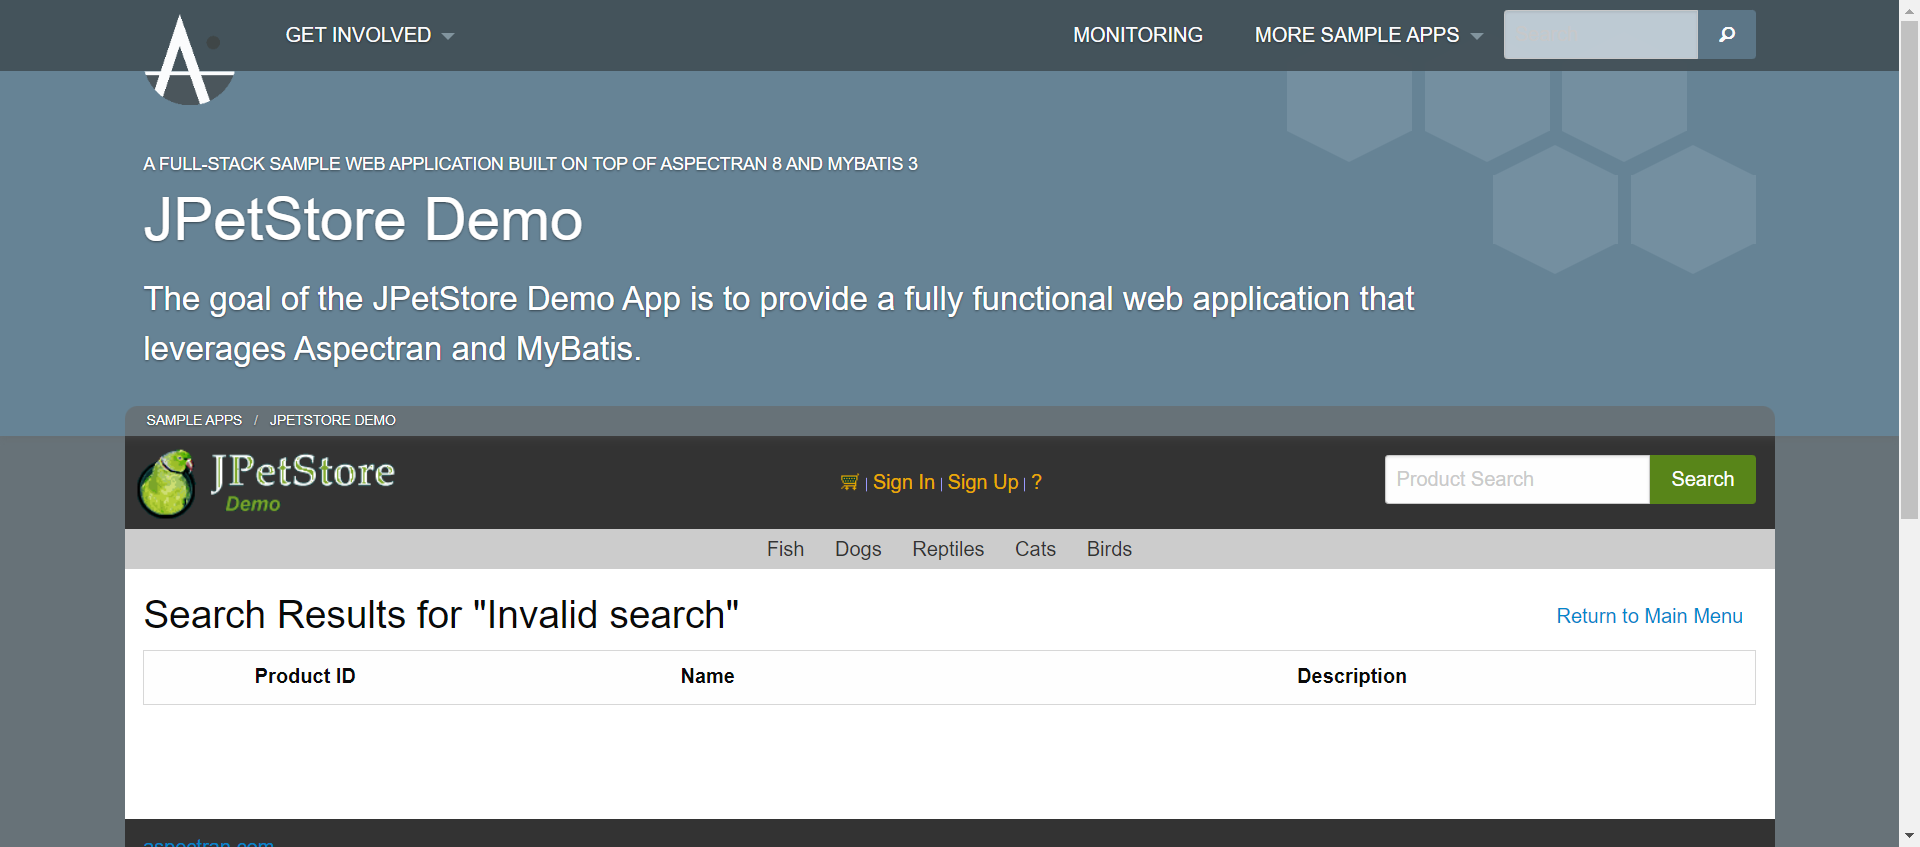 GET INVOLVED
MONITORING
MORE SAMPLE APPS
A FULL-STACK SAMPLE WEB APPLICATION BUILT ON TOP OF ASPECTRAN 8 AND MYBATIS 3
JPetStore Demo
The goal of the JPetStore Demo App is to provide a fully functional web application that
leverages Aspectran and MyBatis.
SAMPLE APPS / JPETSTORE DEMO
JPetStore
Demo
| Sign In | Sign Up | ?
Product Search
Search
Fish Dogs Reptiles Cats Birds
Search Results for "Invalid search"
Return to Main Menu
Product ID Name Description
aspectran.com